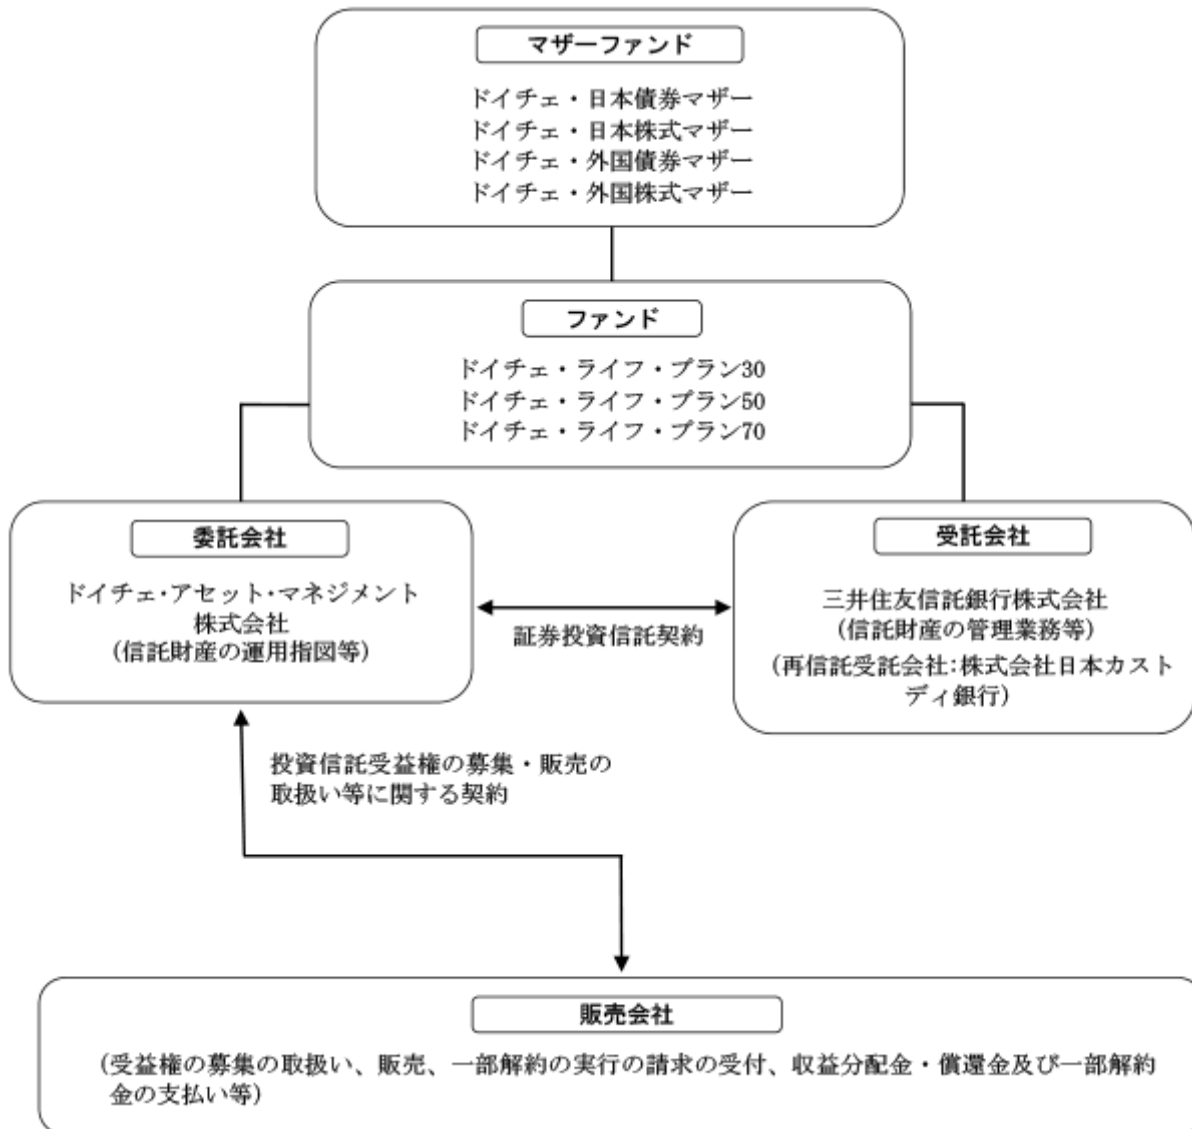 マザーファンド
ドイチェ・日本債券マザー
ドイチェ・日本株式マザー
ドイチェ・外国債券マザー
ドイチェ・外国株式マザー
ファンド
ドイチェ・ライフ・プラン30
ドイチェ・ライフ・プラン50
ドイチェ・ライフ・プラン70
委託会社
ドイチェ・アセット・マネジメント
株式会社
(信託財産の運用指図等)
証券投資信託契約
受託会社
三井住友信託銀行株式会社
(信託財産の管理業務等)
(再信託受託会社:株式会社日本カスト
ディ銀行)
投資信託受益権の募集・販売の
取扱い等に関する契約
販売会社
(受益権の募集の取扱い、販売、一部解約の実行の請求の受付、収益分配金・償還金及び一部解約
金の支払い等)